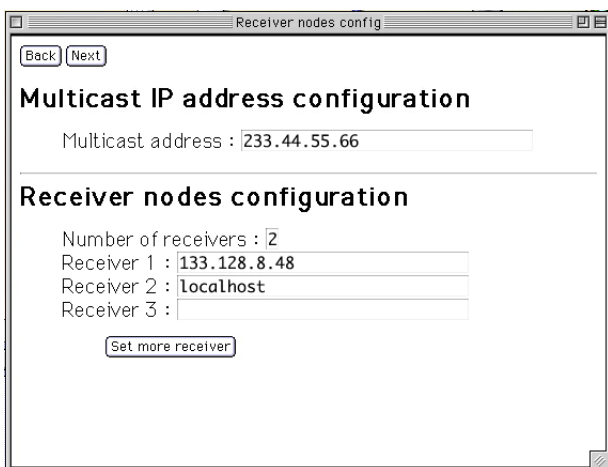 Receiver nodes config
Back Next
Multicast IP address configuration
Multicast address : 233.44.55.66
Receiver nodes configuration
Number of receivers : 2
Receiver 1 : 133.128.8.48
Receiver 2 : localhost
Receiver 3 :
Set more receiver